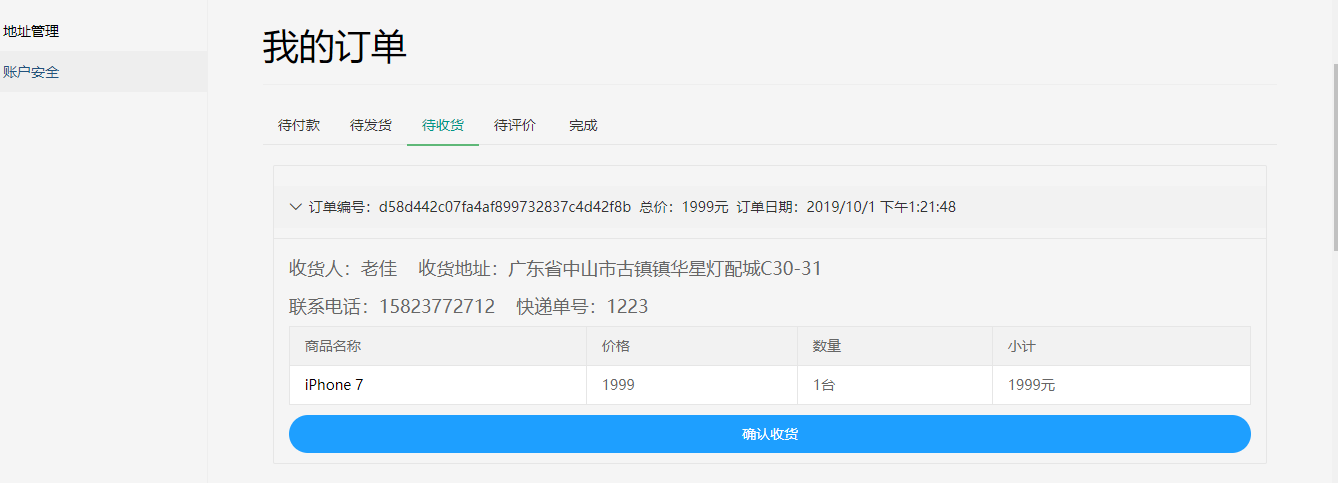 地址管理
账户安全
我的订单
待付款 待发货 待收货 待评价 完成
订单编号：d58d442c07fa4af899732837c4d42f8b 总价：1999元 订单日期：2019/10/1 下午1:21:48
收货人：老佳 收货地址：广东省中山市古镇镇华星灯配城C30-31
联系电话：15823772712 快递单号：1223
商品名称 价格 数量 小计
iPhone 7 1999 1台 1999元
确认收货